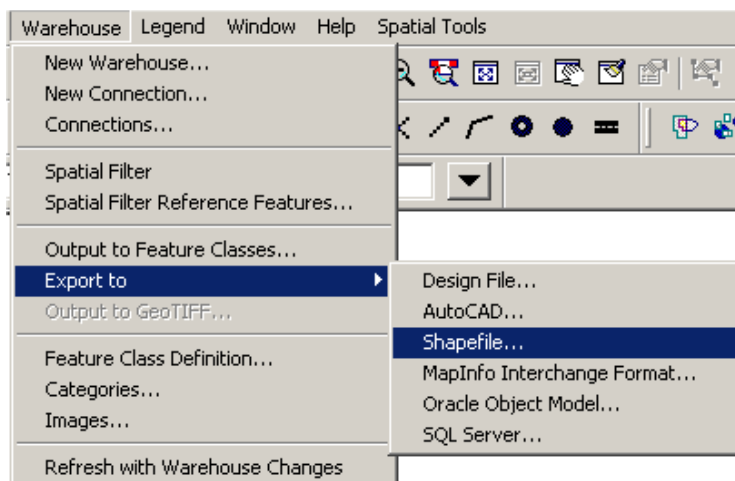 Warehouse Legend Window Help Spatial Tools
New Warehouse...
New Connection...
Connections...
Spatial Filter
Spatial Filter Reference Features...
Output to Feature Classes...
Export to
Output to GeoTIFF...
Feature Class Definition...
Categories...
Images...
Refresh with Warehouse Changes
Design File...
AutoCAD...
Shapefile...
MapInfo Interchange Format...
Oracle Object Model...
SQL Server...